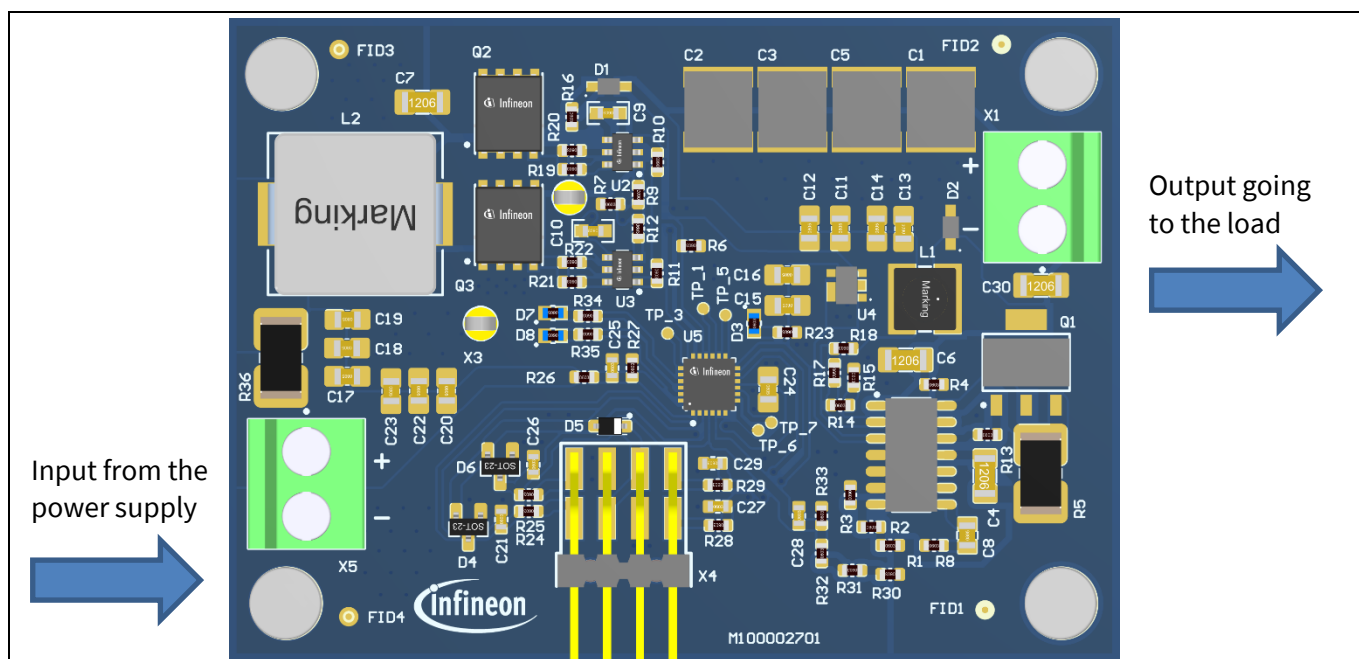 FID3
Q2
C7
1206
L2
Marking
Infineon
R20
R16
D1
C9
R10
Infineon
R19
R7
U2
R9
C2
C3
C5
C1
FID2
X1
+
-
Output going
to the load
Infineon
Q3
C10
R22
R21
R12
Infineon
U3
R11
R6
C12
C11
C14
C13
D2
L1
Marking
C16
C15
U4
R18
C30
1206
Q1
R36
C19
C18
C17
X3
D7
D8
R34
R35
C25
R27
R26
TP_1
TP_5
TP_3
U5
D3
R23
Infineon
C24
R17
R15
1206
C6
R4
R14
TP_7
TP_6
C23
C22
C20
D5
Input from the
power supply
+
-
X5
D6
SOT-23
C26
R25
R24
D4
SOT-23
C21
C29
R29
C27
R28
C28
R33
R32
R3
R2
R1
R8
R31
R30
R13
1206
C4
C8
R5
X4
FID4
infineon
FID1
M100002701